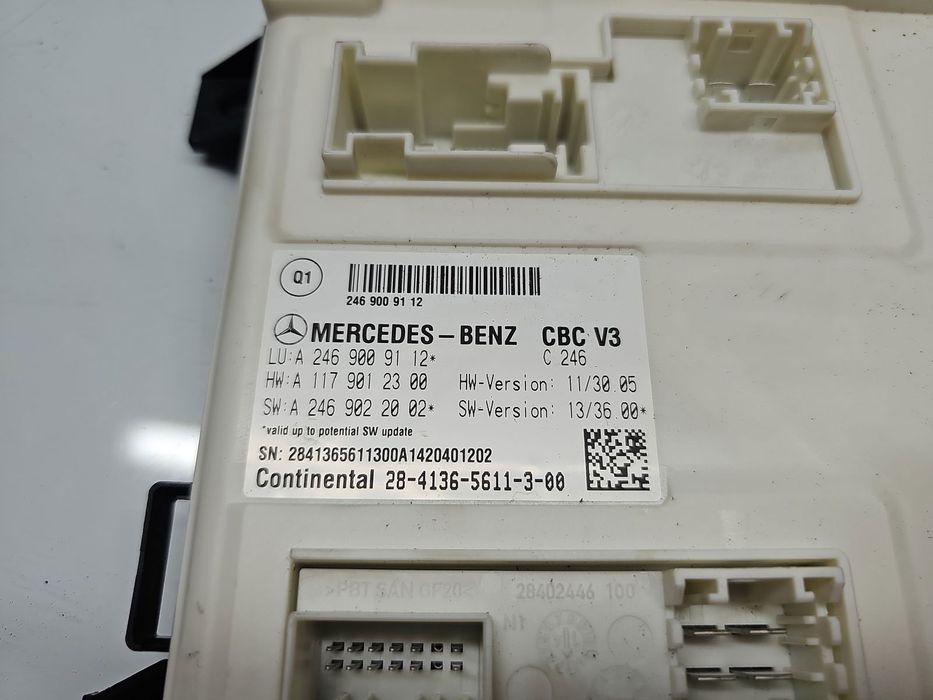 Q1
246 900 91 12
MERCEDES-BENZ CBC V3
LU:A 246 900 91 12* C 246
HW:A 117 901 23 00 HW-Version: 11/30.05
SW:A 246 902 20 02* SW-Version: 13/36.00*
*valid up to potential SW update
SN: 2841365611300A1420401202
Continental 28-4136-5611-3-00
>PBT SAN GF20< 28402446 100
N1